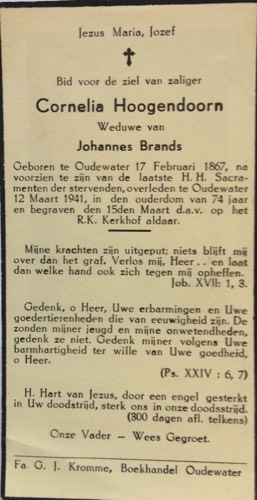 Jezus Maria, Jozef
Bid voor de ziel van zaliger
Cornelia Hoogendoorn
Weduwe van
Johannes Brands
Geboren te Oudewater 17 Februari 1867, na
voorzien te zijn van de laatste H. H. Sacra-
menten der stervenden, overleden te Oudewater
12 Maart 1941, in den ouderdom van 74 jaar
en begraven den 15den Maart d.a.v. op het
R.K. Kerkhof aldaar.
Mijne krachten zijn uitgeput; niets blijft mij
over dan het graf. Verlos mij, Heer . . en laat
dan welke hand ook zich tegen mij opheffen.
Job. XVII: 1, 3.
Gedenk, o Heer, Uwe erbarmingen en Uwe
goedertierenheden die van eeuwigheid zijn. De
zonden mijner jeugd en mijne onwetendheden,
gedenk ze niet. Gedenk mijner volgens Uwe
barmhartigheid ter wille van Uwe goedheid,
o Heer.
(Ps. XXIV : 6, 7)
H. Hart van Jezus, door een engel gesterkt
in Uw doodstrijd, sterk ons in onze doodsstrijd.
(300 dagen afl. telkens)
Onze Vader — Wees Gegroet.
Fa. G. J. Kromme, Boekhandel Oudewater